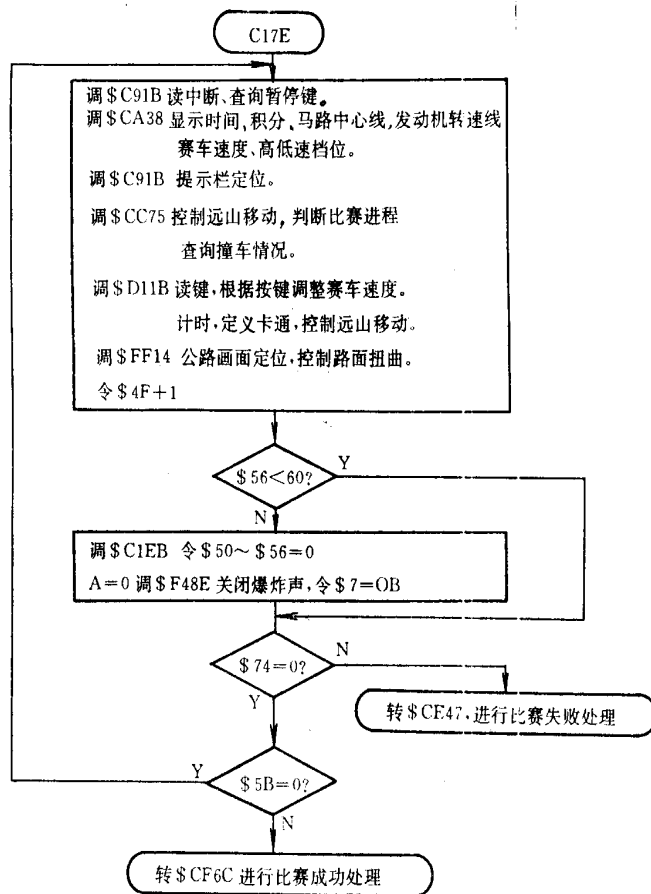 C17E
调$C91B 读中断、查询暂停键。
调$CA38 显示时间,积分、马路中心线,发动机转速线
赛车速度、高低速档位。
调$C91B 提示栏定位。
调$CC75 控制远山移动,判断比赛进程
查询撞车情况。
调$D11B 读键,根据按键调整赛车速度。
计时,定义卡通,控制远山移动。
调$FF14 公路画面定位,控制路面扭曲。
令$4F+1
$56<60?
Y
N
调$C1EB 令$50~$56=0
A=0 调$F48E 关闭爆炸声,令$7=OB
$74=0?
N
Y
转$CE47,进行比赛失败处理
Y
$5B=0?
N
转$CF6C 进行比赛成功处理